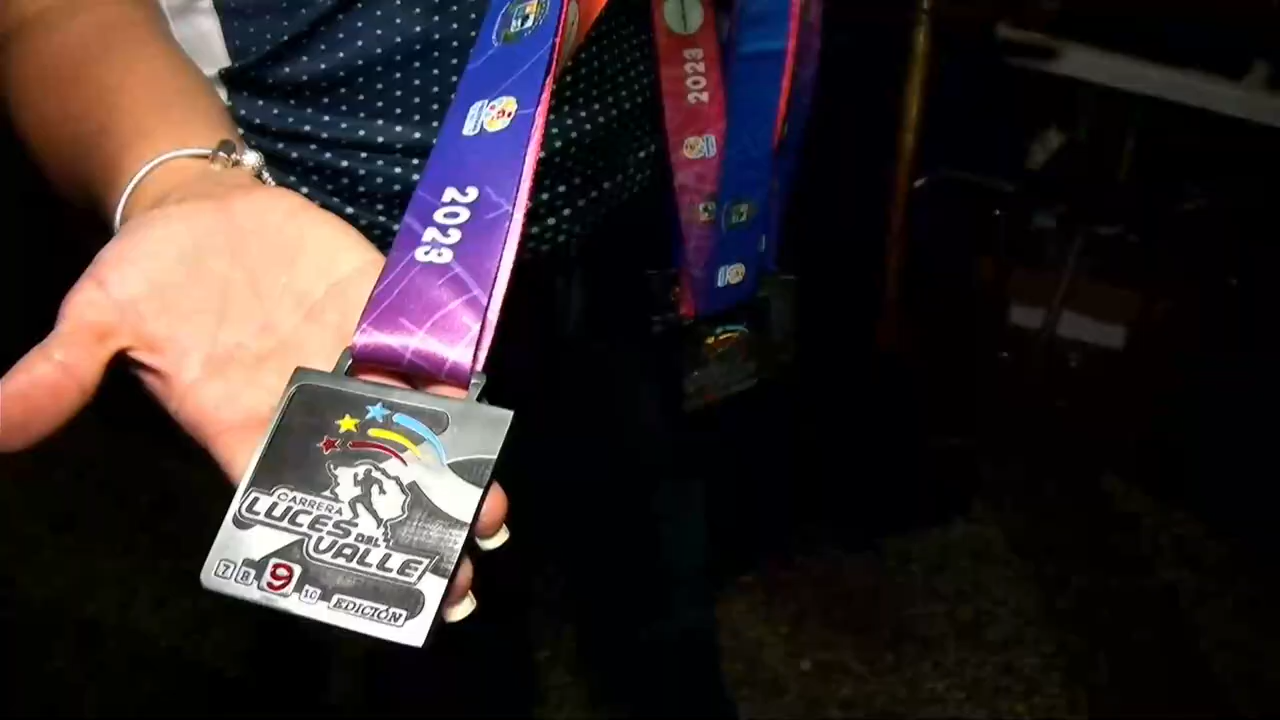 2023
2023
CARRERA
LUCES DEL
VALLE
7 8 9 10 EDICIÓN